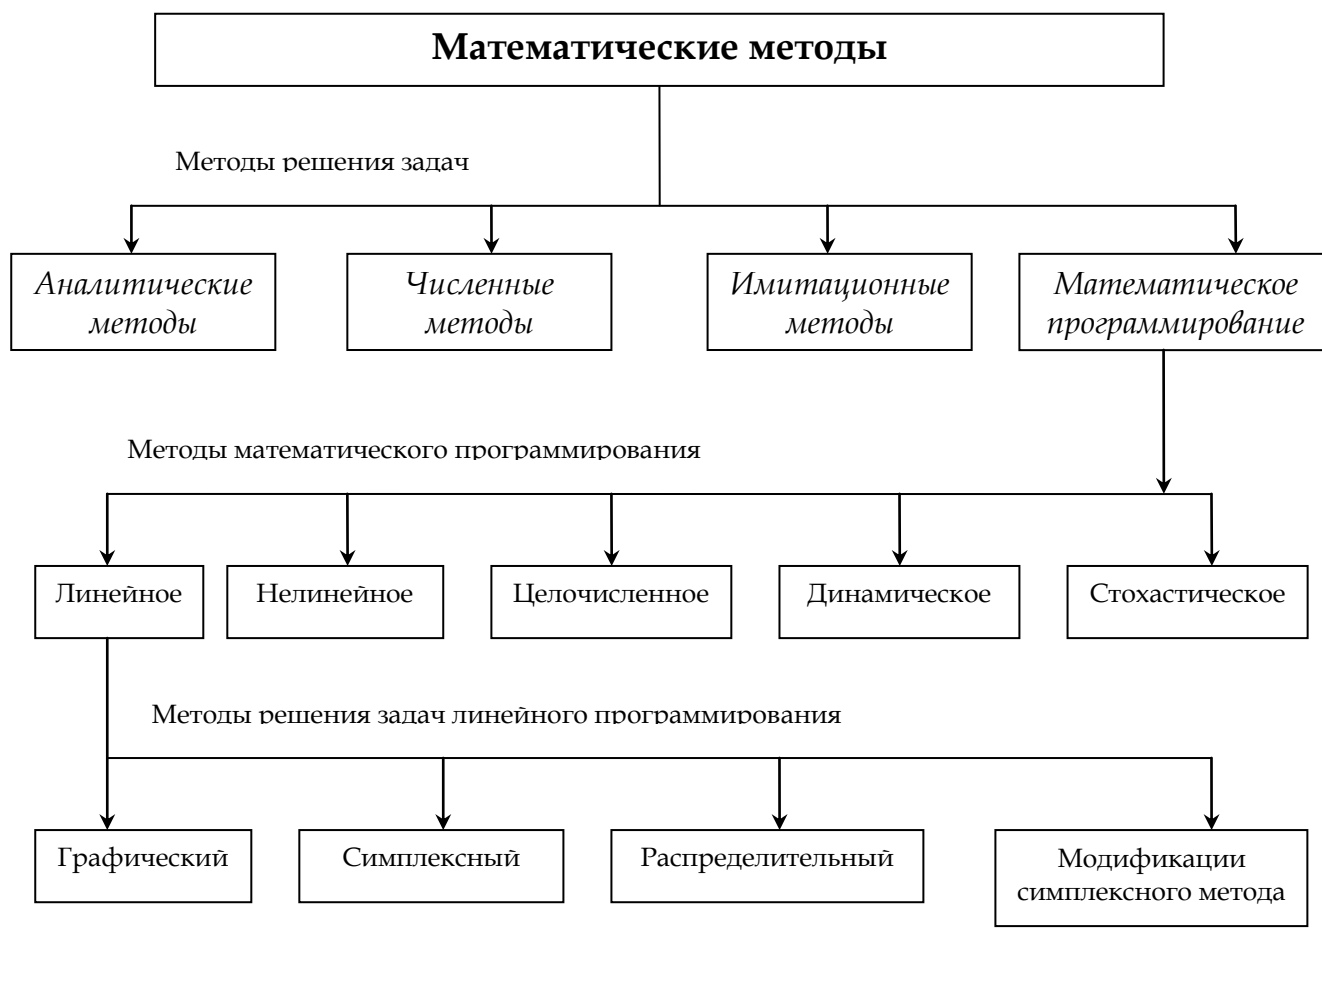 Математические методы
Методы решения задач
Аналитические
методы
Численные
методы
Имитационные
методы
Математическое
программирование
Методы математического программирования
Линейное
Нелинейное
Целочисленное
Динамическое
Стохастическое
Методы решения задач линейного программирования
Графический
Симплексный
Распределительный
Модификации
симплексного метода